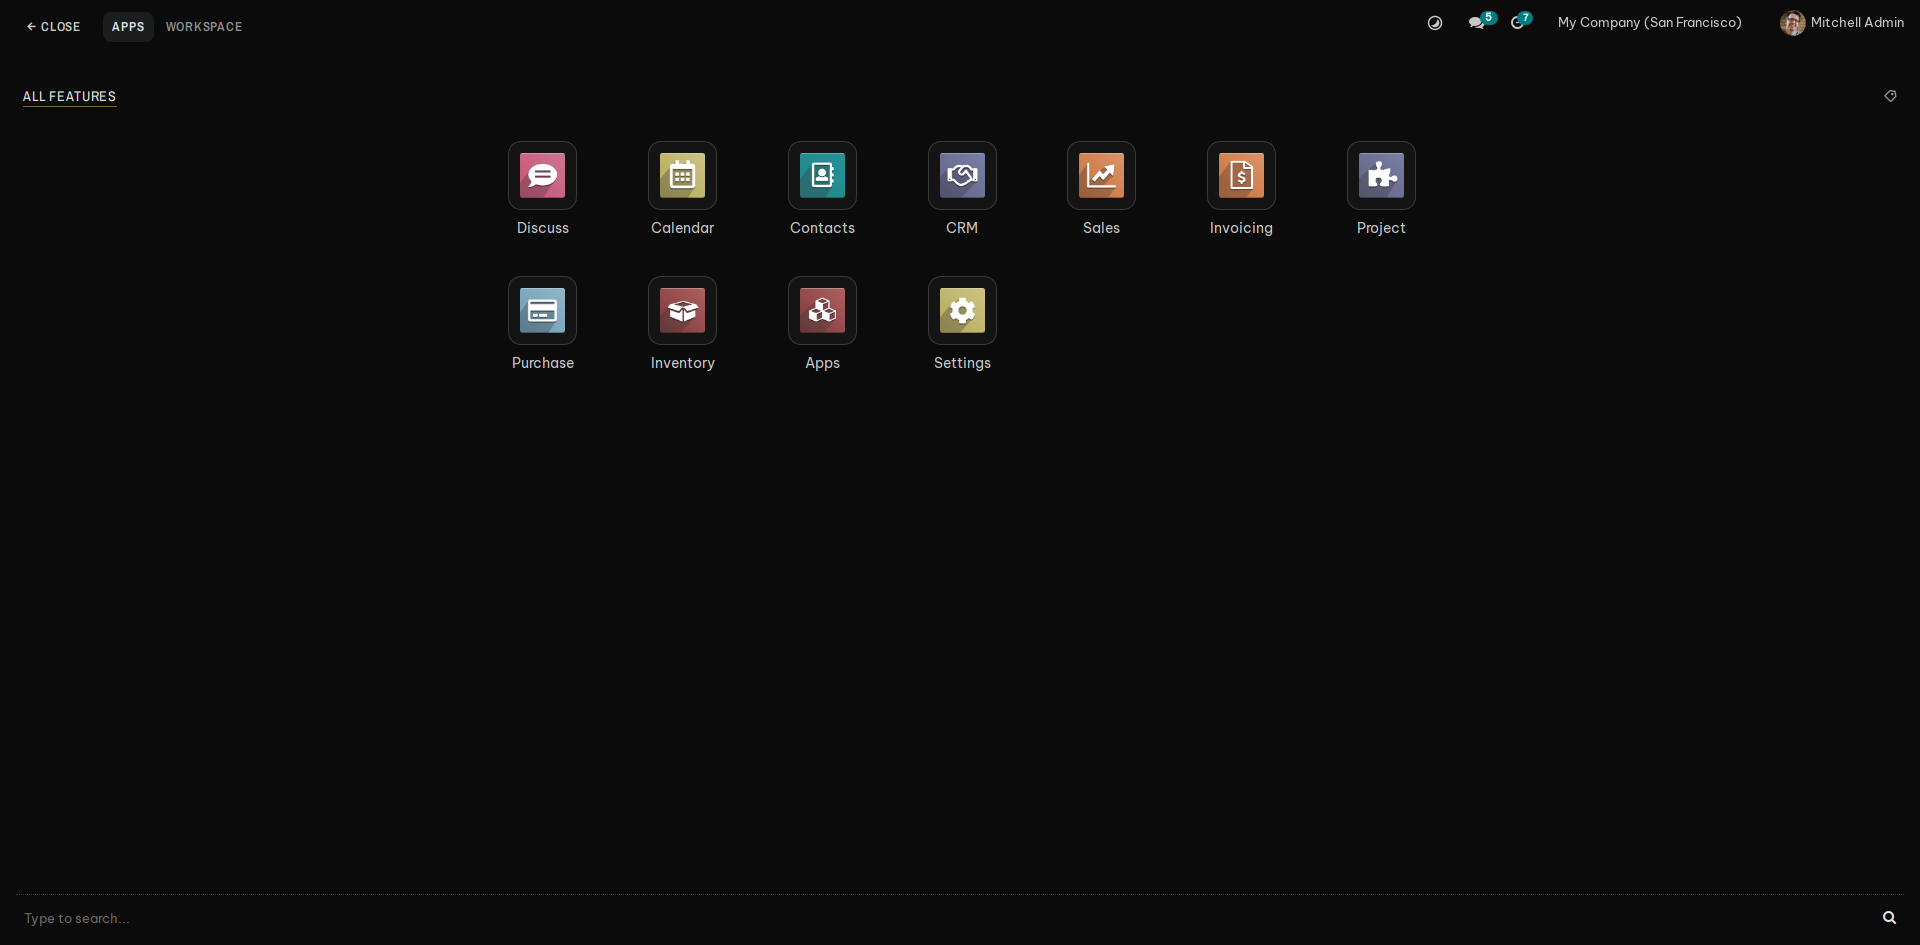 CLOSE APPS WORKSPACE 5 7 My Company (San Francisco) Mitchell Admin
ALL FEATURES
Discuss Calendar Contacts CRM Sales Invoicing Project
Purchase Inventory Apps Settings
Type to search...